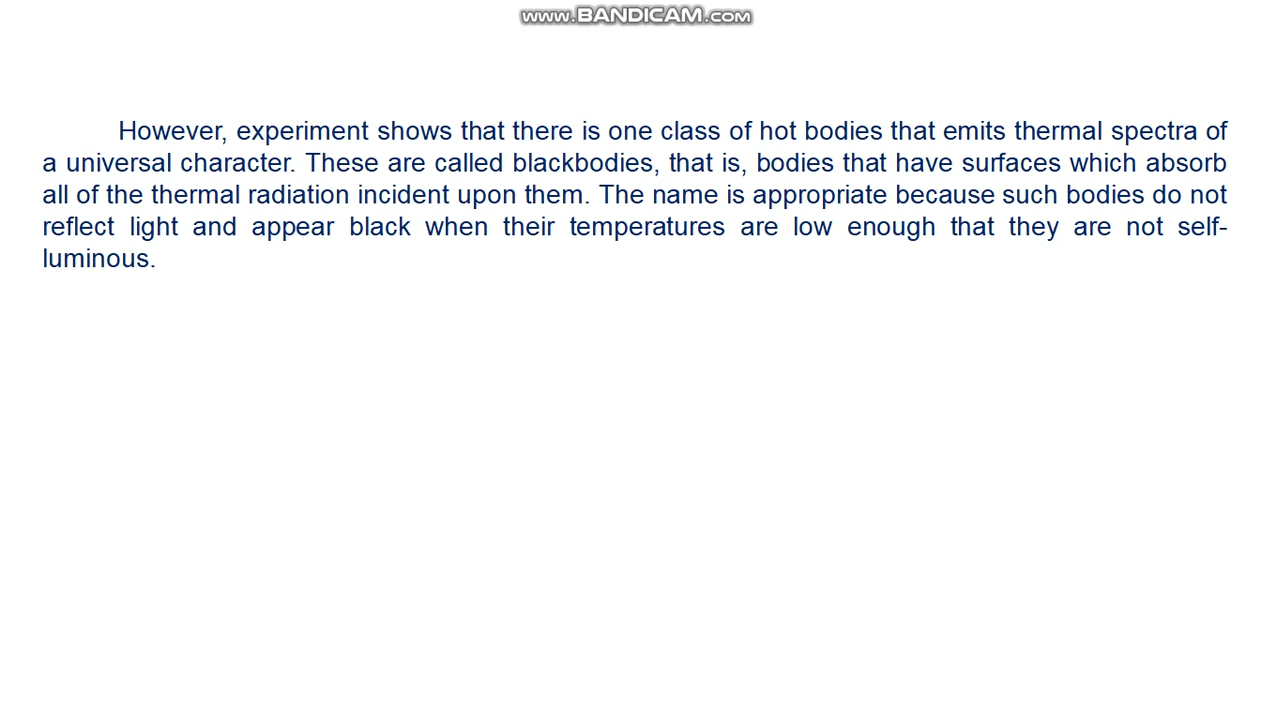 www.BANDICAM.com
However, experiment shows that there is one class of hot bodies that emits thermal spectra of
a universal character. These are called blackbodies, that is, bodies that have surfaces which absorb
all of the thermal radiation incident upon them. The name is appropriate because such bodies do not
reflect light and appear black when their temperatures are low enough that they are not self-
luminous.